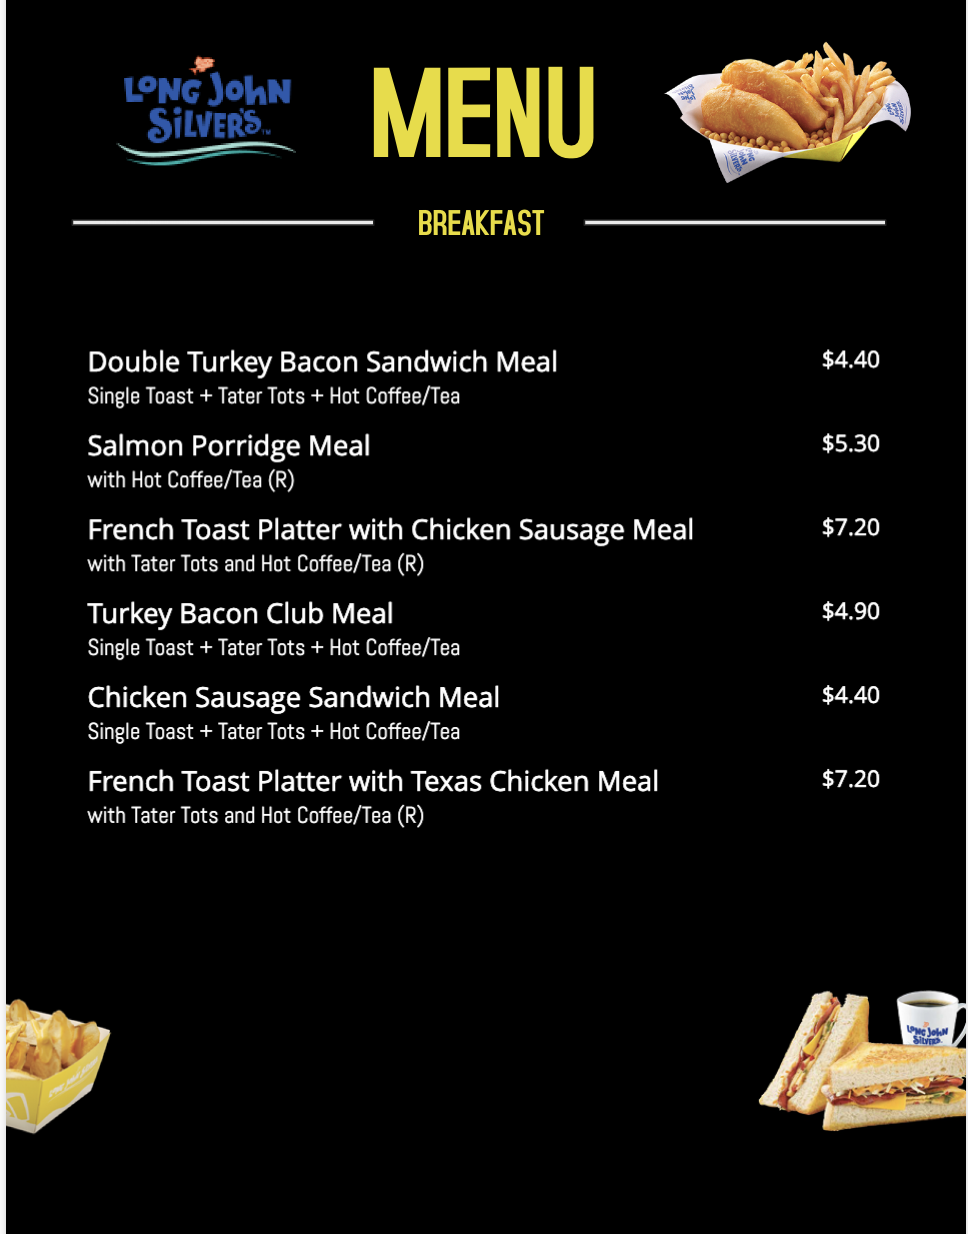 LONG JOHN
SILVER'S™
MENU
BREAKFAST
Double Turkey Bacon Sandwich Meal $4.40
Single Toast + Tater Tots + Hot Coffee/Tea
Salmon Porridge Meal $5.30
with Hot Coffee/Tea (R)
French Toast Platter with Chicken Sausage Meal $7.20
with Tater Tots and Hot Coffee/Tea (R)
Turkey Bacon Club Meal $4.90
Single Toast + Tater Tots + Hot Coffee/Tea
Chicken Sausage Sandwich Meal $4.40
Single Toast + Tater Tots + Hot Coffee/Tea
French Toast Platter with Texas Chicken Meal $7.20
with Tater Tots and Hot Coffee/Tea (R)
LONG JOHN
SILVER'S